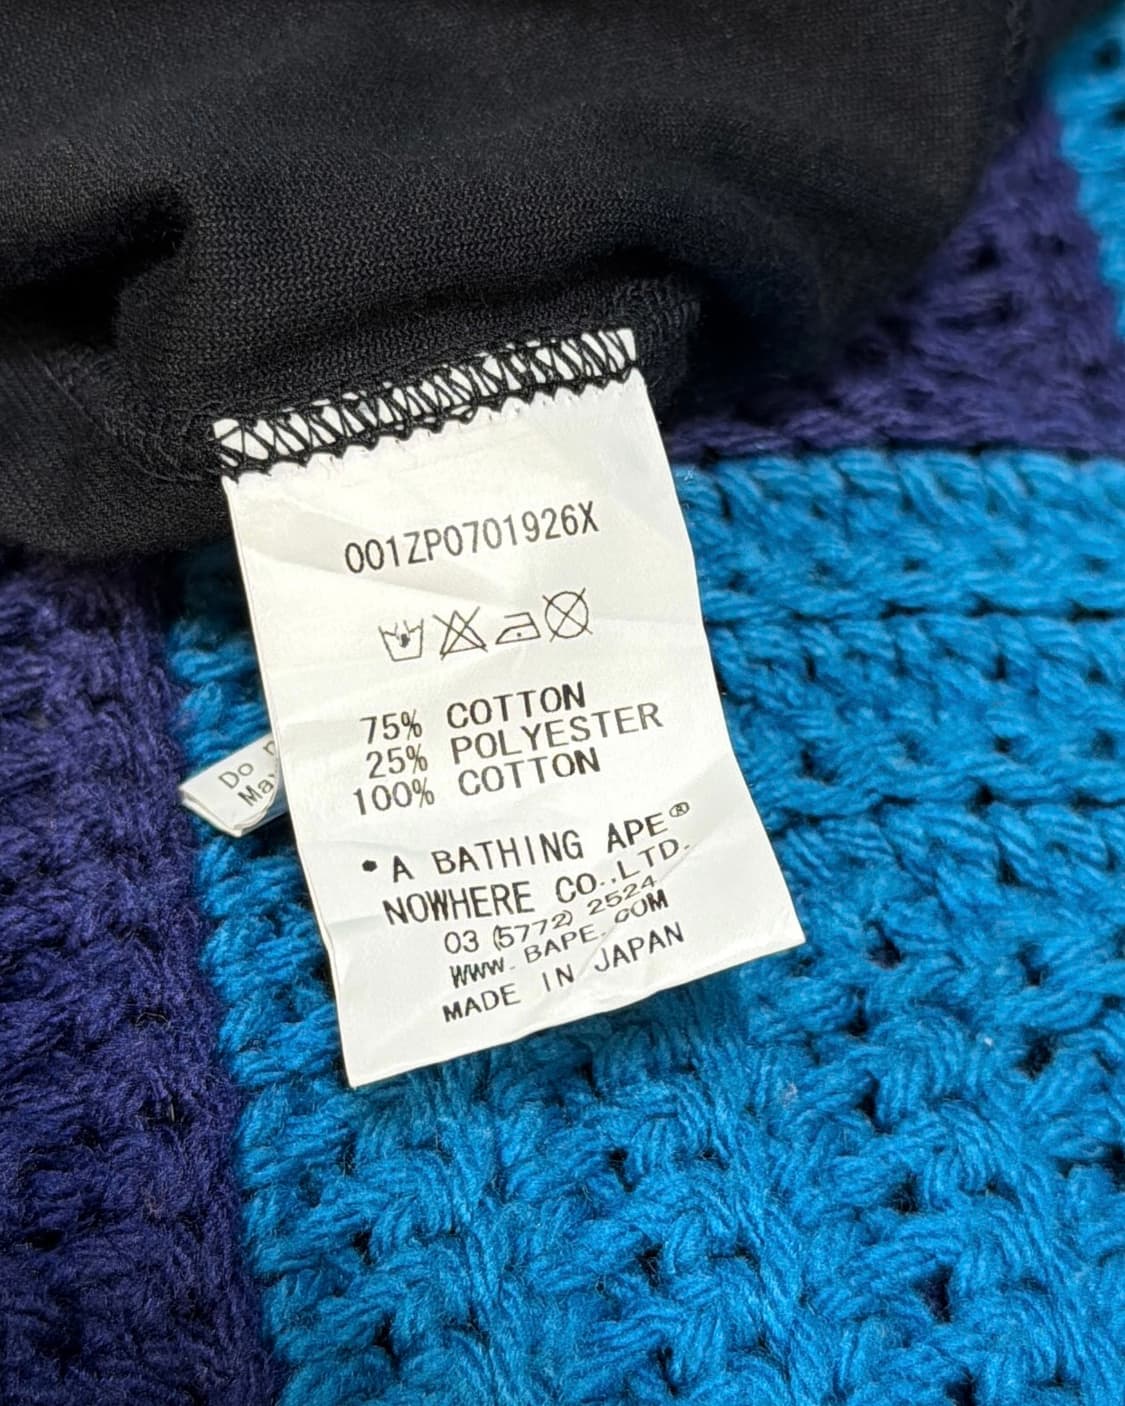 001ZP0701926X
75% COTTON
25% POLYESTER
100% COTTON
•A BATHING APE®
NOWHERE CO.,LTD.
03 (5772) 2524
WWW.BAPE.COM
MADE IN JAPAN
Do